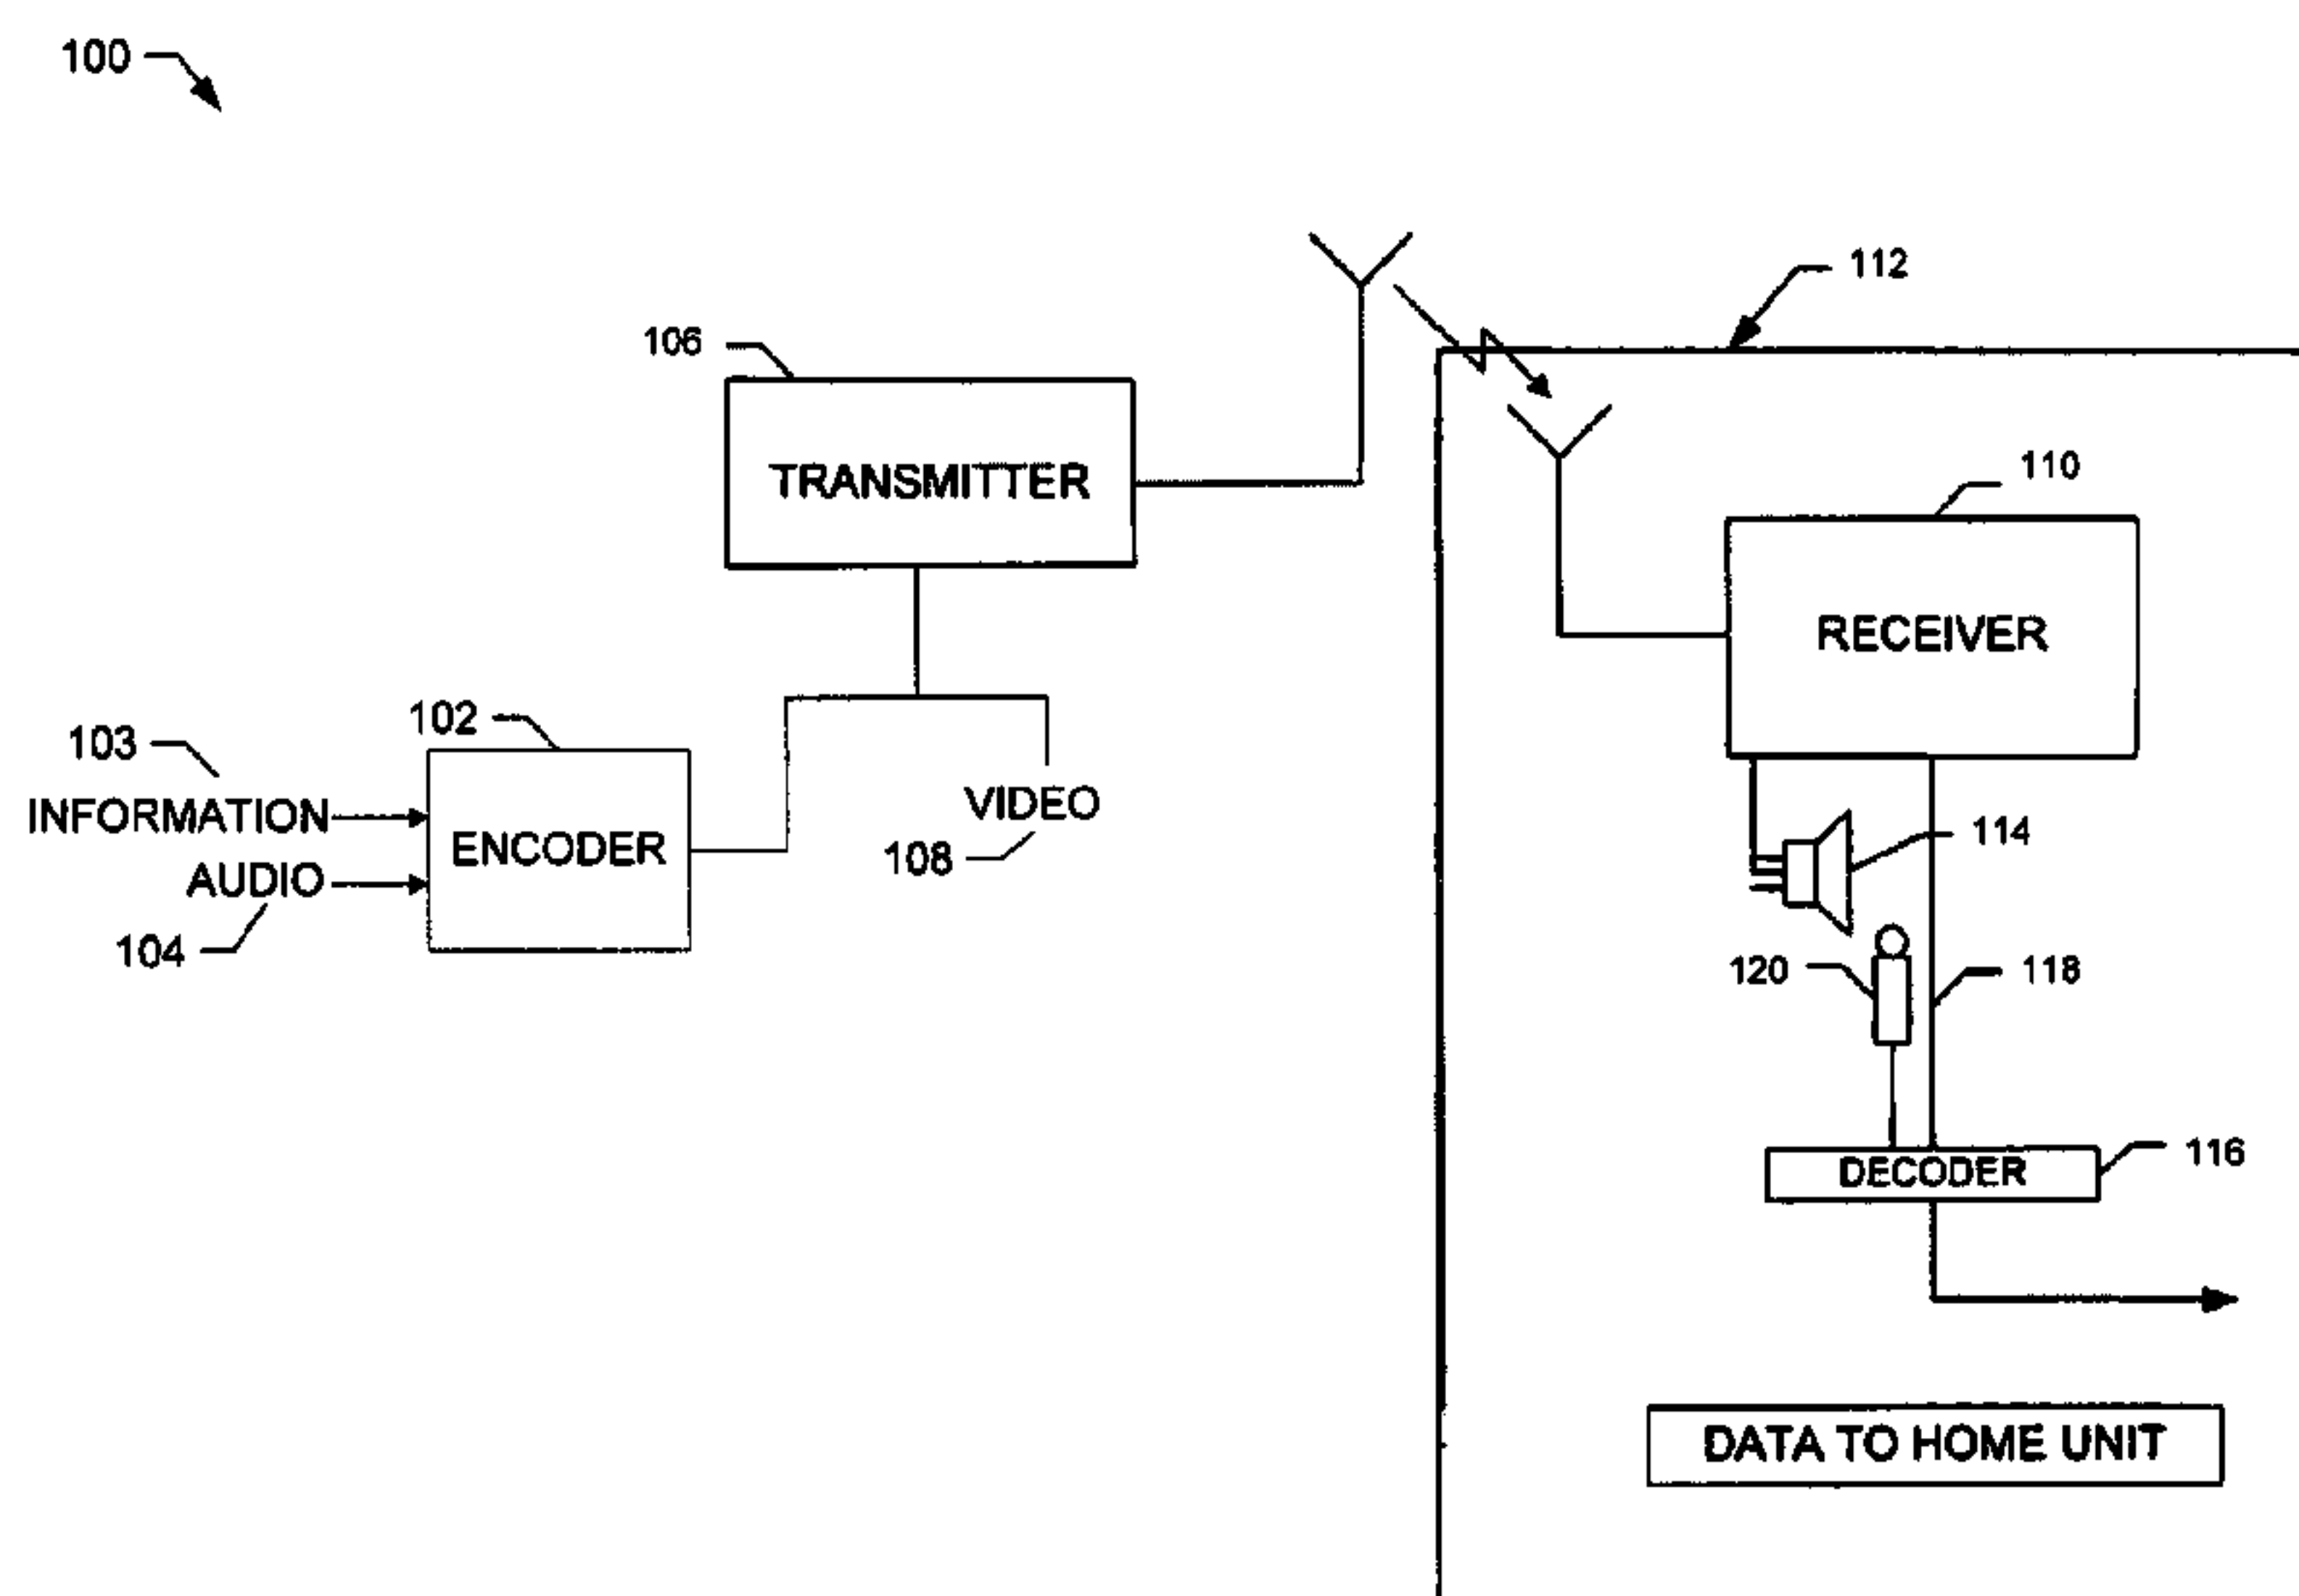 100
112
106
TRANSMITTER
110
RECEIVER
102
103
INFORMATION
ENCODER
AUDIO
104
VIDEO
108
114
120
118
DECODER
116
DATA TO HOME UNIT